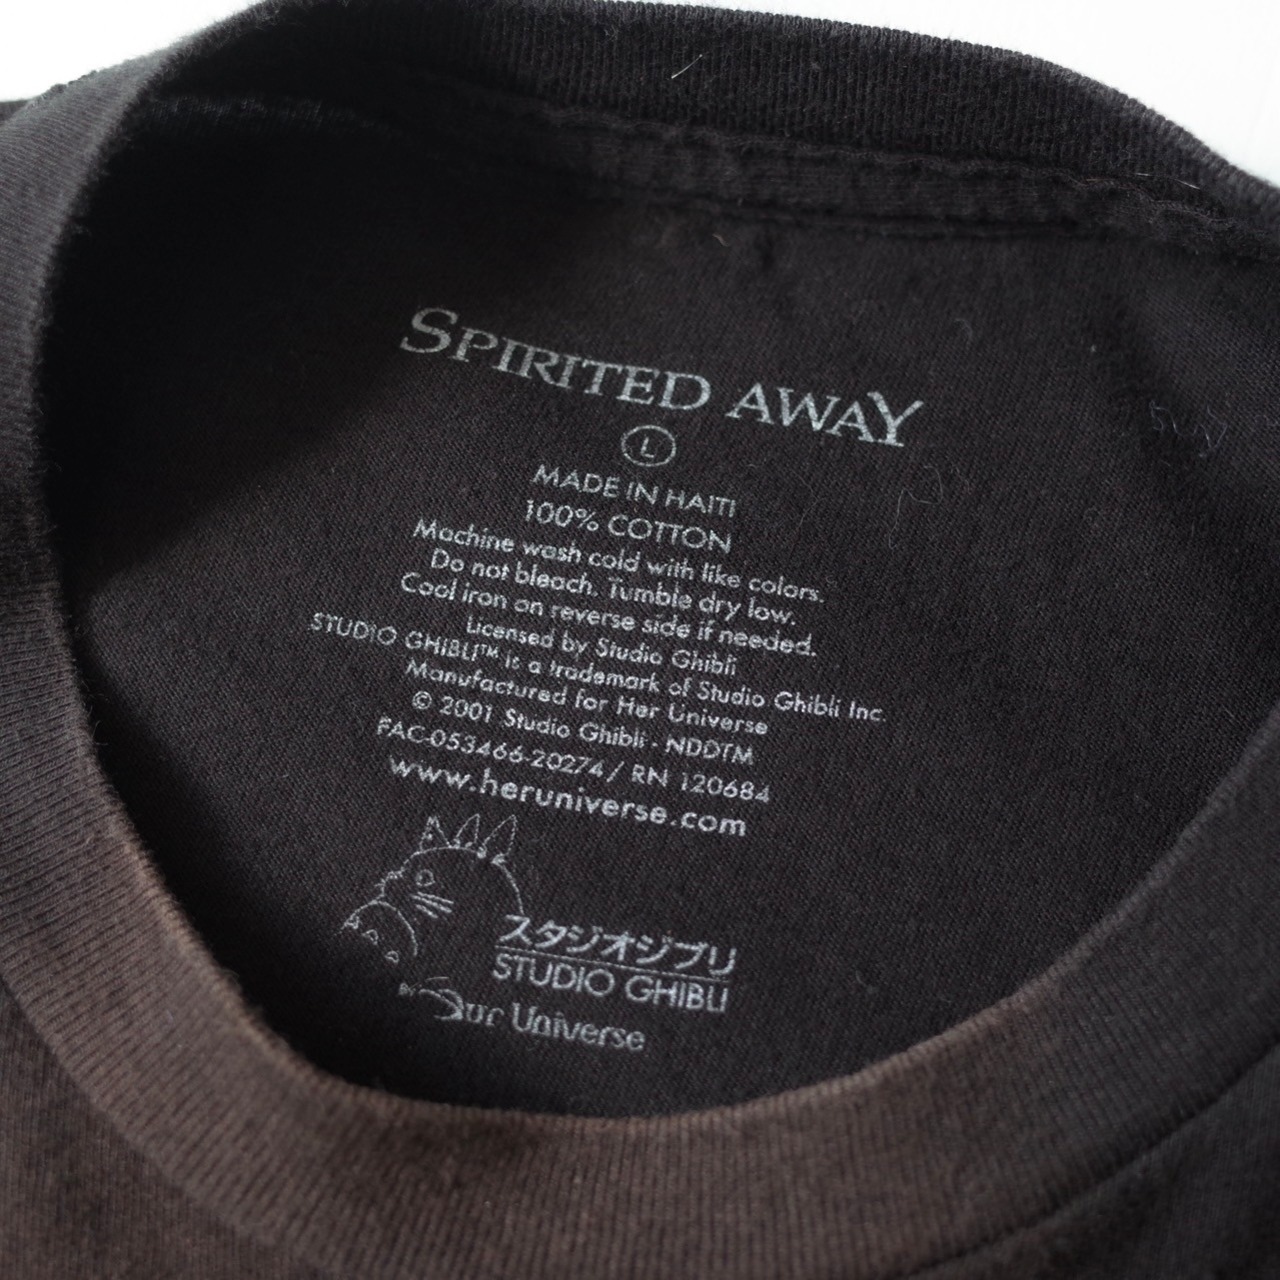 SPIRITED AWAY
L
MADE IN HAITI
100% COTTON
Machine wash cold with like colors.
Do not bleach. Tumble dry low.
Cool iron on reverse side if needed.
Licensed by Studio Ghibli
STUDIO GHIBLI™ is a trademark of Studio Ghibli Inc.
Manufactured for Her Universe
© 2001 Studio Ghibli - NDDTM
FAC-053466-20274 / RN 120684
www.heruniverse.com
スタジオジブリ
STUDIO GHIBLI
Our Universe